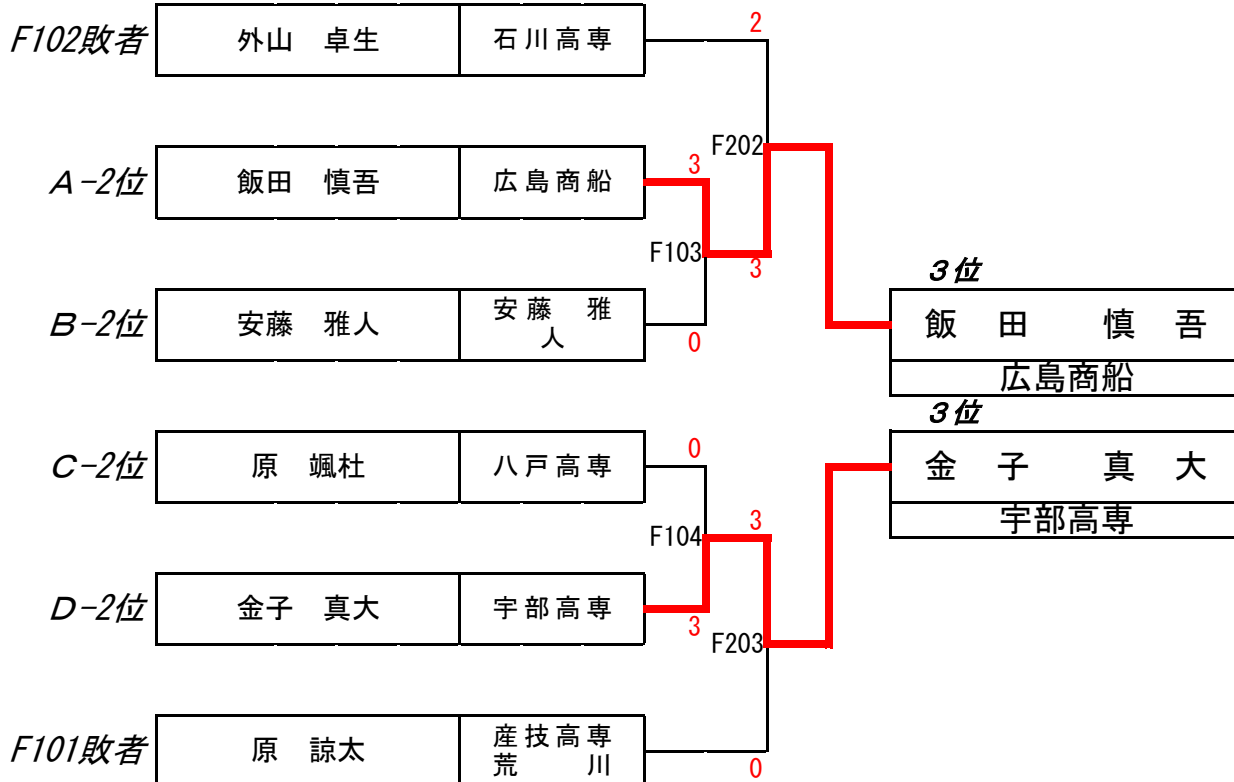 F102敗者 外山 卓生 石川高専 2
F202
A-2位 飯田 慎吾 広島商船 3
F103 3
B-2位 安藤 雅人 安藤 雅
人
0
3位
飯田 慎吾
広島商船
3位
金子 真大
宇部高専
C-2位 原 颯杜 八戸高専 0
F104 3
D-2位 金子 真大 宇部高専 3
F203
F101敗者 原 諒太 産技高専
荒川
0